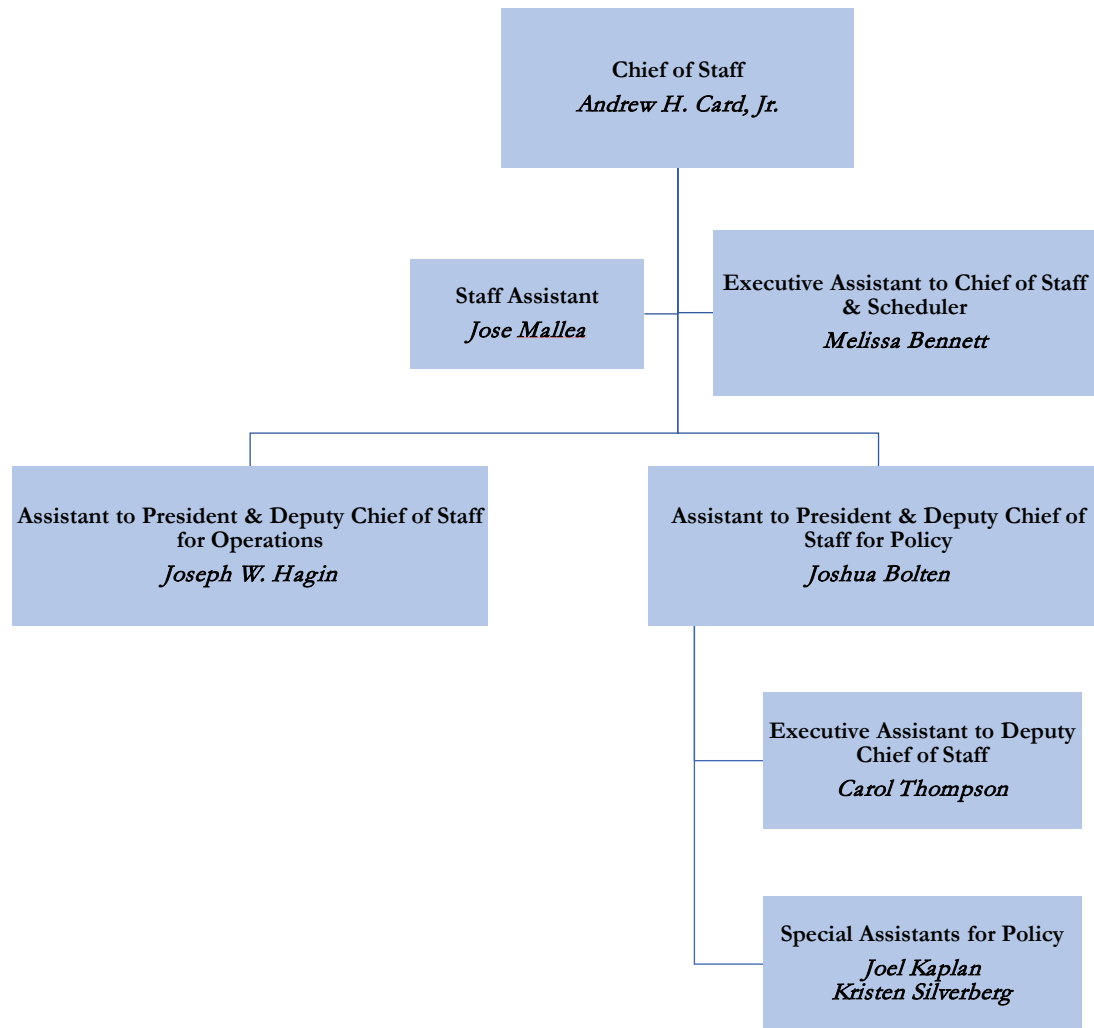 Chief of Staff
Andrew H. Card, Jr.
Staff Assistant
Jose Mallea
Executive Assistant to Chief of Staff
& Scheduler
Melissa Bennett
Assistant to President & Deputy Chief of Staff
for Operations
Joseph W. Hagin
Assistant to President & Deputy Chief of
Staff for Policy
Joshua Bolten
Executive Assistant to Deputy
Chief of Staff
Carol Thompson
Special Assistants for Policy
Joel Kaplan
Kristen Silverberg